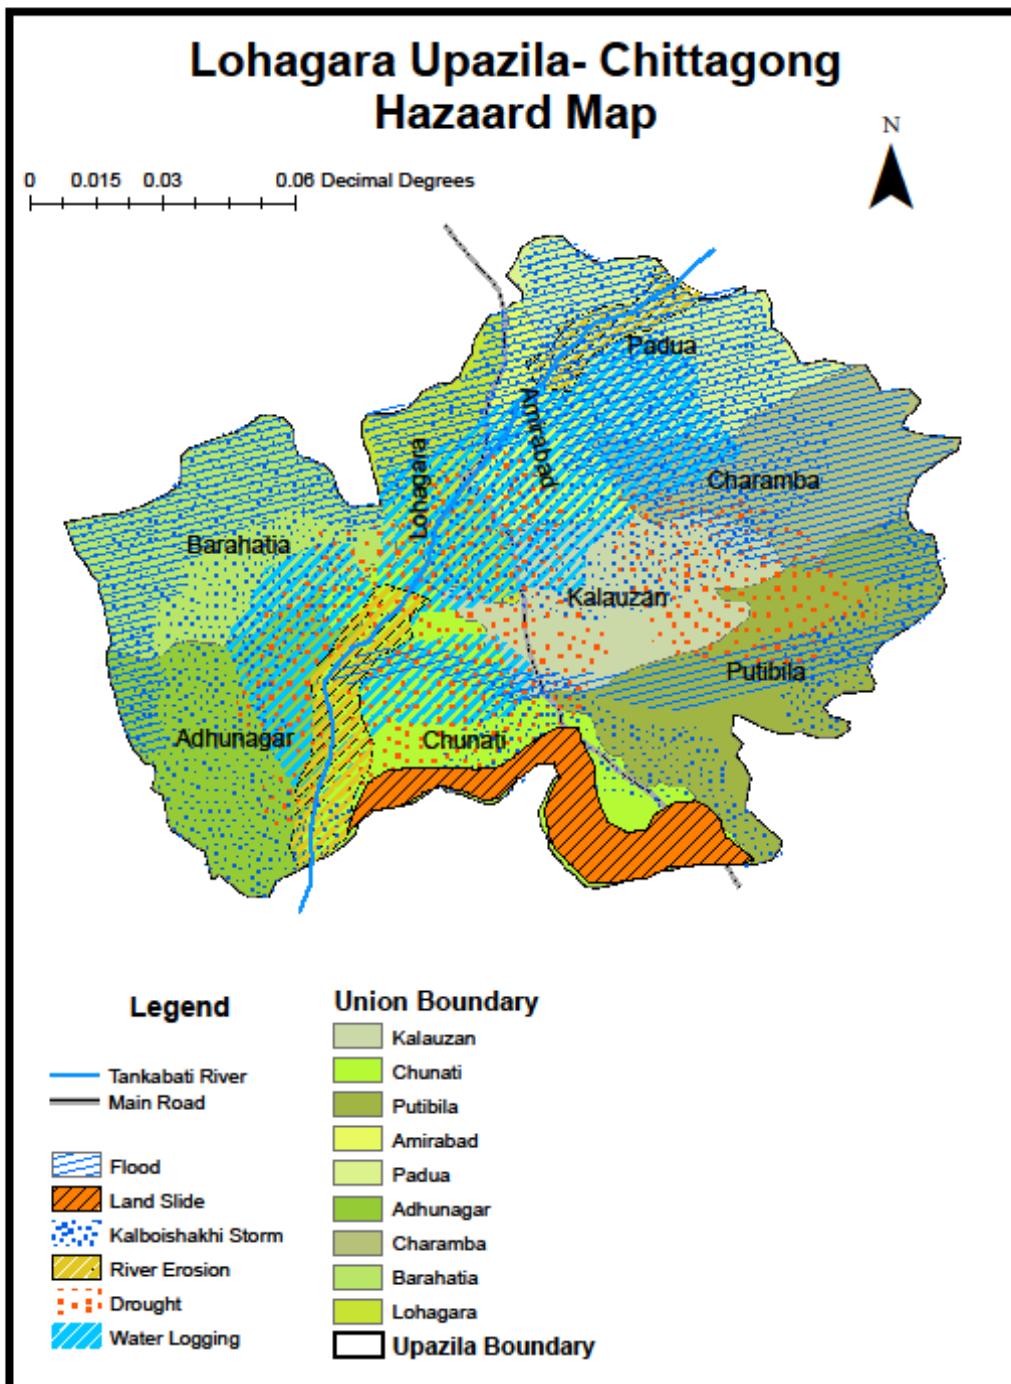 Lohagara Upazila- Chittagong
Hazaard Map
N
0 0.015 0.03 0.06 Decimal Degrees
Padua
Amirabad
Lohagara
Charamba
Barahatia
Kalauzan
Putibila
Adhunagar
Chunati
Legend
Tankabati River
Main Road
Flood
Land Slide
Kalboishakhi Storm
River Erosion
Drought
Water Logging
Union Boundary
Kalauzan
Chunati
Putibila
Amirabad
Padua
Adhunagar
Charamba
Barahatia
Lohagara
Upazila Boundary